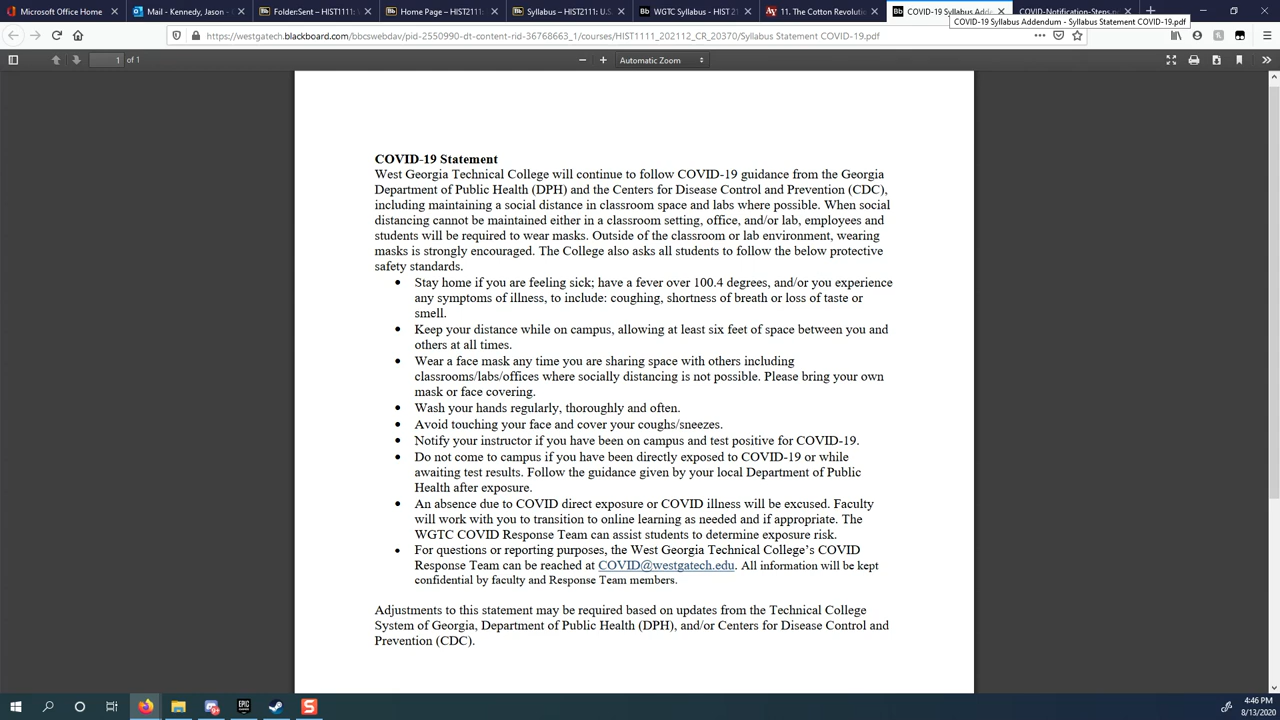 Microsoft Office Home
Mail - Kennedy, Jason -
FolderSent – HIST1111:
Home Page – HIST2111:
Syllabus – HIST2111: U.S.
WGTC Syllabus - HIST 21
11. The Cotton Revolutio
COVID-19 Syllabus Adden
COVID-Notification-Steps.p
COVID-19 Syllabus Addendum - Syllabus Statement COVID-19.pdf
https://westgatech.blackboard.com/bbcswebdav/pid-2550990-dt-content-rid-36768663_1/courses/HIST1111_202112_CR_20370/Syllabus Statement COVID-19.pdf
1 of 1
Automatic Zoom
COVID-19 Statement
West Georgia Technical College will continue to follow COVID-19 guidance from the Georgia
Department of Public Health (DPH) and the Centers for Disease Control and Prevention (CDC),
including maintaining a social distance in classroom space and labs where possible. When social
distancing cannot be maintained either in a classroom setting, office, and/or lab, employees and
students will be required to wear masks. Outside of the classroom or lab environment, wearing
masks is strongly encouraged. The College also asks all students to follow the below protective
safety standards.
• Stay home if you are feeling sick; have a fever over 100.4 degrees, and/or you experience
any symptoms of illness, to include: coughing, shortness of breath or loss of taste or
smell.
• Keep your distance while on campus, allowing at least six feet of space between you and
others at all times.
• Wear a face mask any time you are sharing space with others including
classrooms/labs/offices where socially distancing is not possible. Please bring your own
mask or face covering.
• Wash your hands regularly, thoroughly and often.
• Avoid touching your face and cover your coughs/sneezes.
• Notify your instructor if you have been on campus and test positive for COVID-19.
• Do not come to campus if you have been directly exposed to COVID-19 or while
awaiting test results. Follow the guidance given by your local Department of Public
Health after exposure.
• An absence due to COVID direct exposure or COVID illness will be excused. Faculty
will work with you to transition to online learning as needed and if appropriate. The
WGTC COVID Response Team can assist students to determine exposure risk.
• For questions or reporting purposes, the West Georgia Technical College's COVID
Response Team can be reached at COVID@westgatech.edu. All information will be kept
confidential by faculty and Response Team members.
Adjustments to this statement may be required based on updates from the Technical College
System of Georgia, Department of Public Health (DPH), and/or Centers for Disease Control and
Prevention (CDC).
4:46 PM
8/13/2020